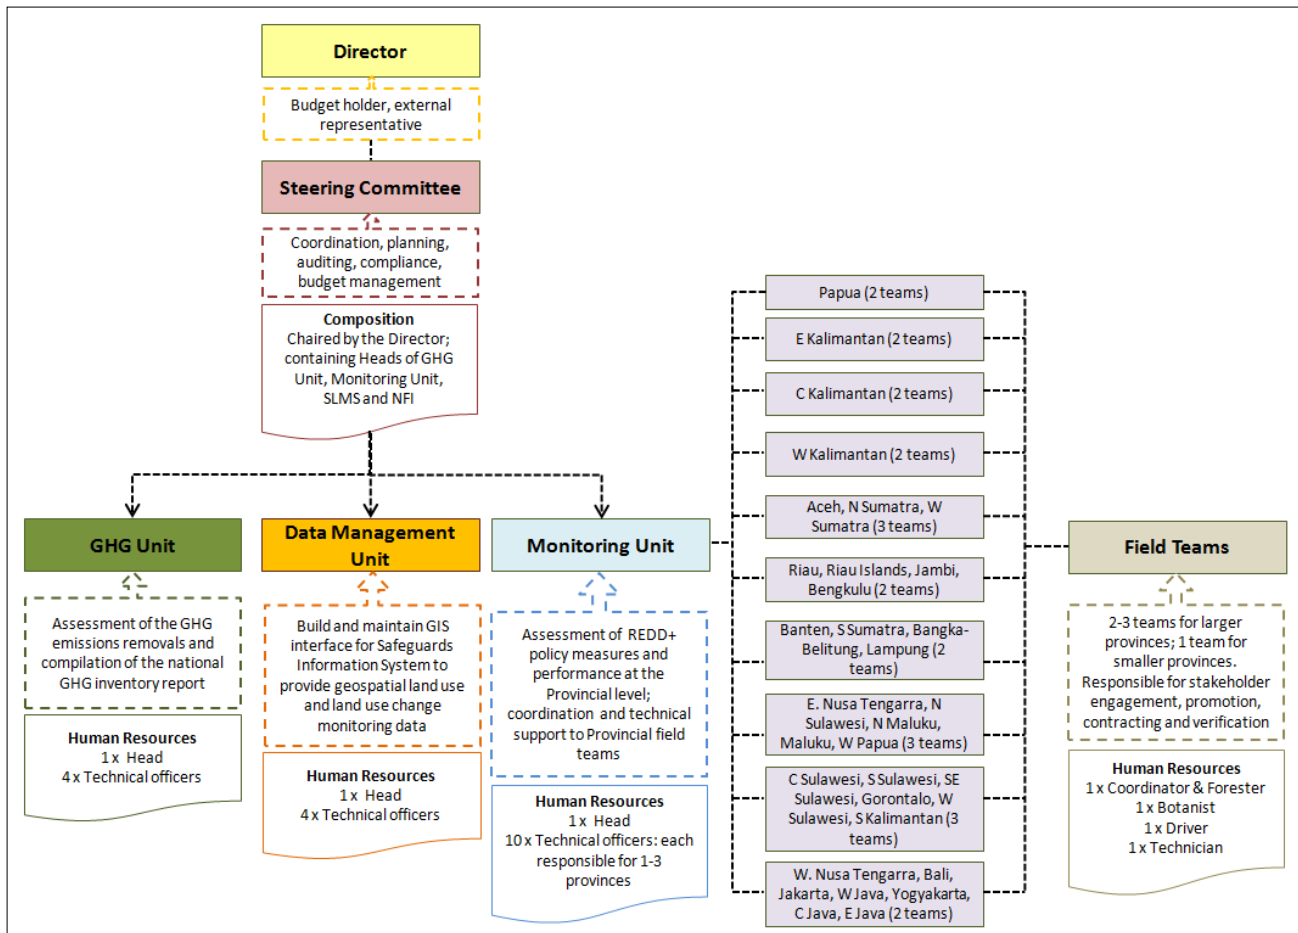 Director
Budget holder, external
representative
Steering Committee
Coordination, planning,
auditing, compliance,
budget management
Composition
Chaired by the Director;
containing Heads of GHG
Unit, Monitoring Unit,
SLMS and NFI
GHG Unit
Assessment of the GHG
emissions removals and
compilation of the national
GHG inventory report
Human Resources
1 x Head
4 x Technical officers
Data Management
Unit
Build and maintain GIS
interface for Safeguards
Information System to
provide geospatial land use
and land use change
monitoring data
Human Resources
1 x Head
4 x Technical officers
Monitoring Unit
Assessment of REDD+
policy measures and
performance at the
Provincial level;
coordination and technical
support to Provincial field
teams
Human Resources
1 x Head
10 x Technical officers: each
responsible for 1-3
provinces
Papua (2 teams)
E Kalimantan (2 teams)
C Kalimantan (2 teams)
W Kalimantan (2 teams)
Aceh, N Sumatra, W
Sumatra (3 teams)
Riau, Riau Islands, Jambi,
Bengkulu (2 teams)
Banten, S Sumatra, Bangka-
Belitung, Lampung (2
teams)
E. Nusa Tengarra, N
Sulawesi, N Maluku,
Maluku, W Papua (3 teams)
C Sulawesi, S Sulawesi, SE
Sulawesi, Gorontalo, W
Sulawesi, S Kalimantan (3
teams)
W. Nusa Tengarra, Bali,
Jakarta, W Java, Yogyakarta,
C Java, E Java (2 teams)
Field Teams
2-3 teams for larger
provinces; 1 team for
smaller provinces.
Responsible for stakeholder
engagement, promotion,
contracting and verification
Human Resources
1 x Coordinator & Forester
1 x Botanist
1 x Driver
1 x Technician